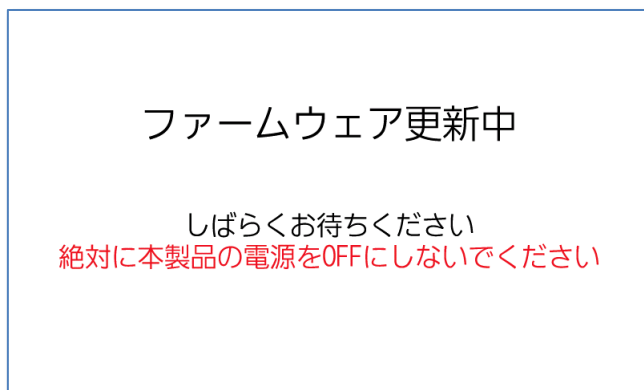 ファームウェア更新中
しばらくお待ちください
絶対に本製品の電源をOFFにしないでください